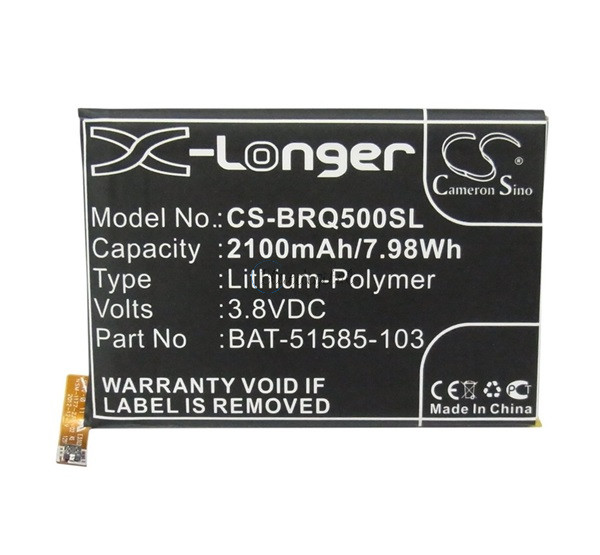 X-Longer
CS
Cameron Sino
Model No.: CS-BRQ500SL
Capacity : 2100mAh/7.98Wh
Type : Lithium-Polymer
Volts : 3.8VDC
Part No : BAT-51585-103
WARRANTY VOID IF
LABEL IS REMOVED
CE
Made In China